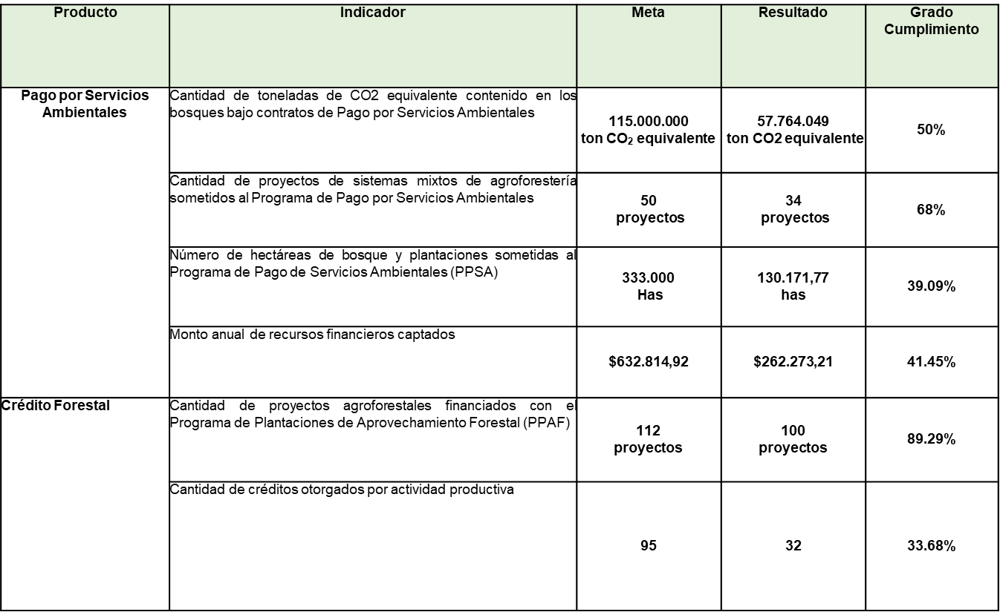 Producto Indicador Meta Resultado Grado
Cumplimiento
Pago por Servicios
Ambientales
Cantidad de toneladas de CO2 equivalente contenido en los
bosques bajo contratos de Pago por Servicios Ambientales
115.000.000
ton CO₂ equivalente
57.764.049
ton CO2 equivalente
50%
Cantidad de proyectos de sistemas mixtos de agroforestería
sometidos al Programa de Pago por Servicios Ambientales
50
proyectos
34
proyectos
68%
Número de hectáreas de bosque y plantaciones sometidas al
Programa de Pago de Servicios Ambientales (PPSA)
333.000
Has
130.171,77
has
39.09%
Monto anual de recursos financieros captados
$632.814,92
$262.273,21
41.45%
Crédito Forestal
Cantidad de proyectos agroforestales financiados con el
Programa de Plantaciones de Aprovechamiento Forestal (PPAF)
112
proyectos
100
proyectos
89.29%
Cantidad de créditos otorgados por actividad productiva
95
32
33.68%